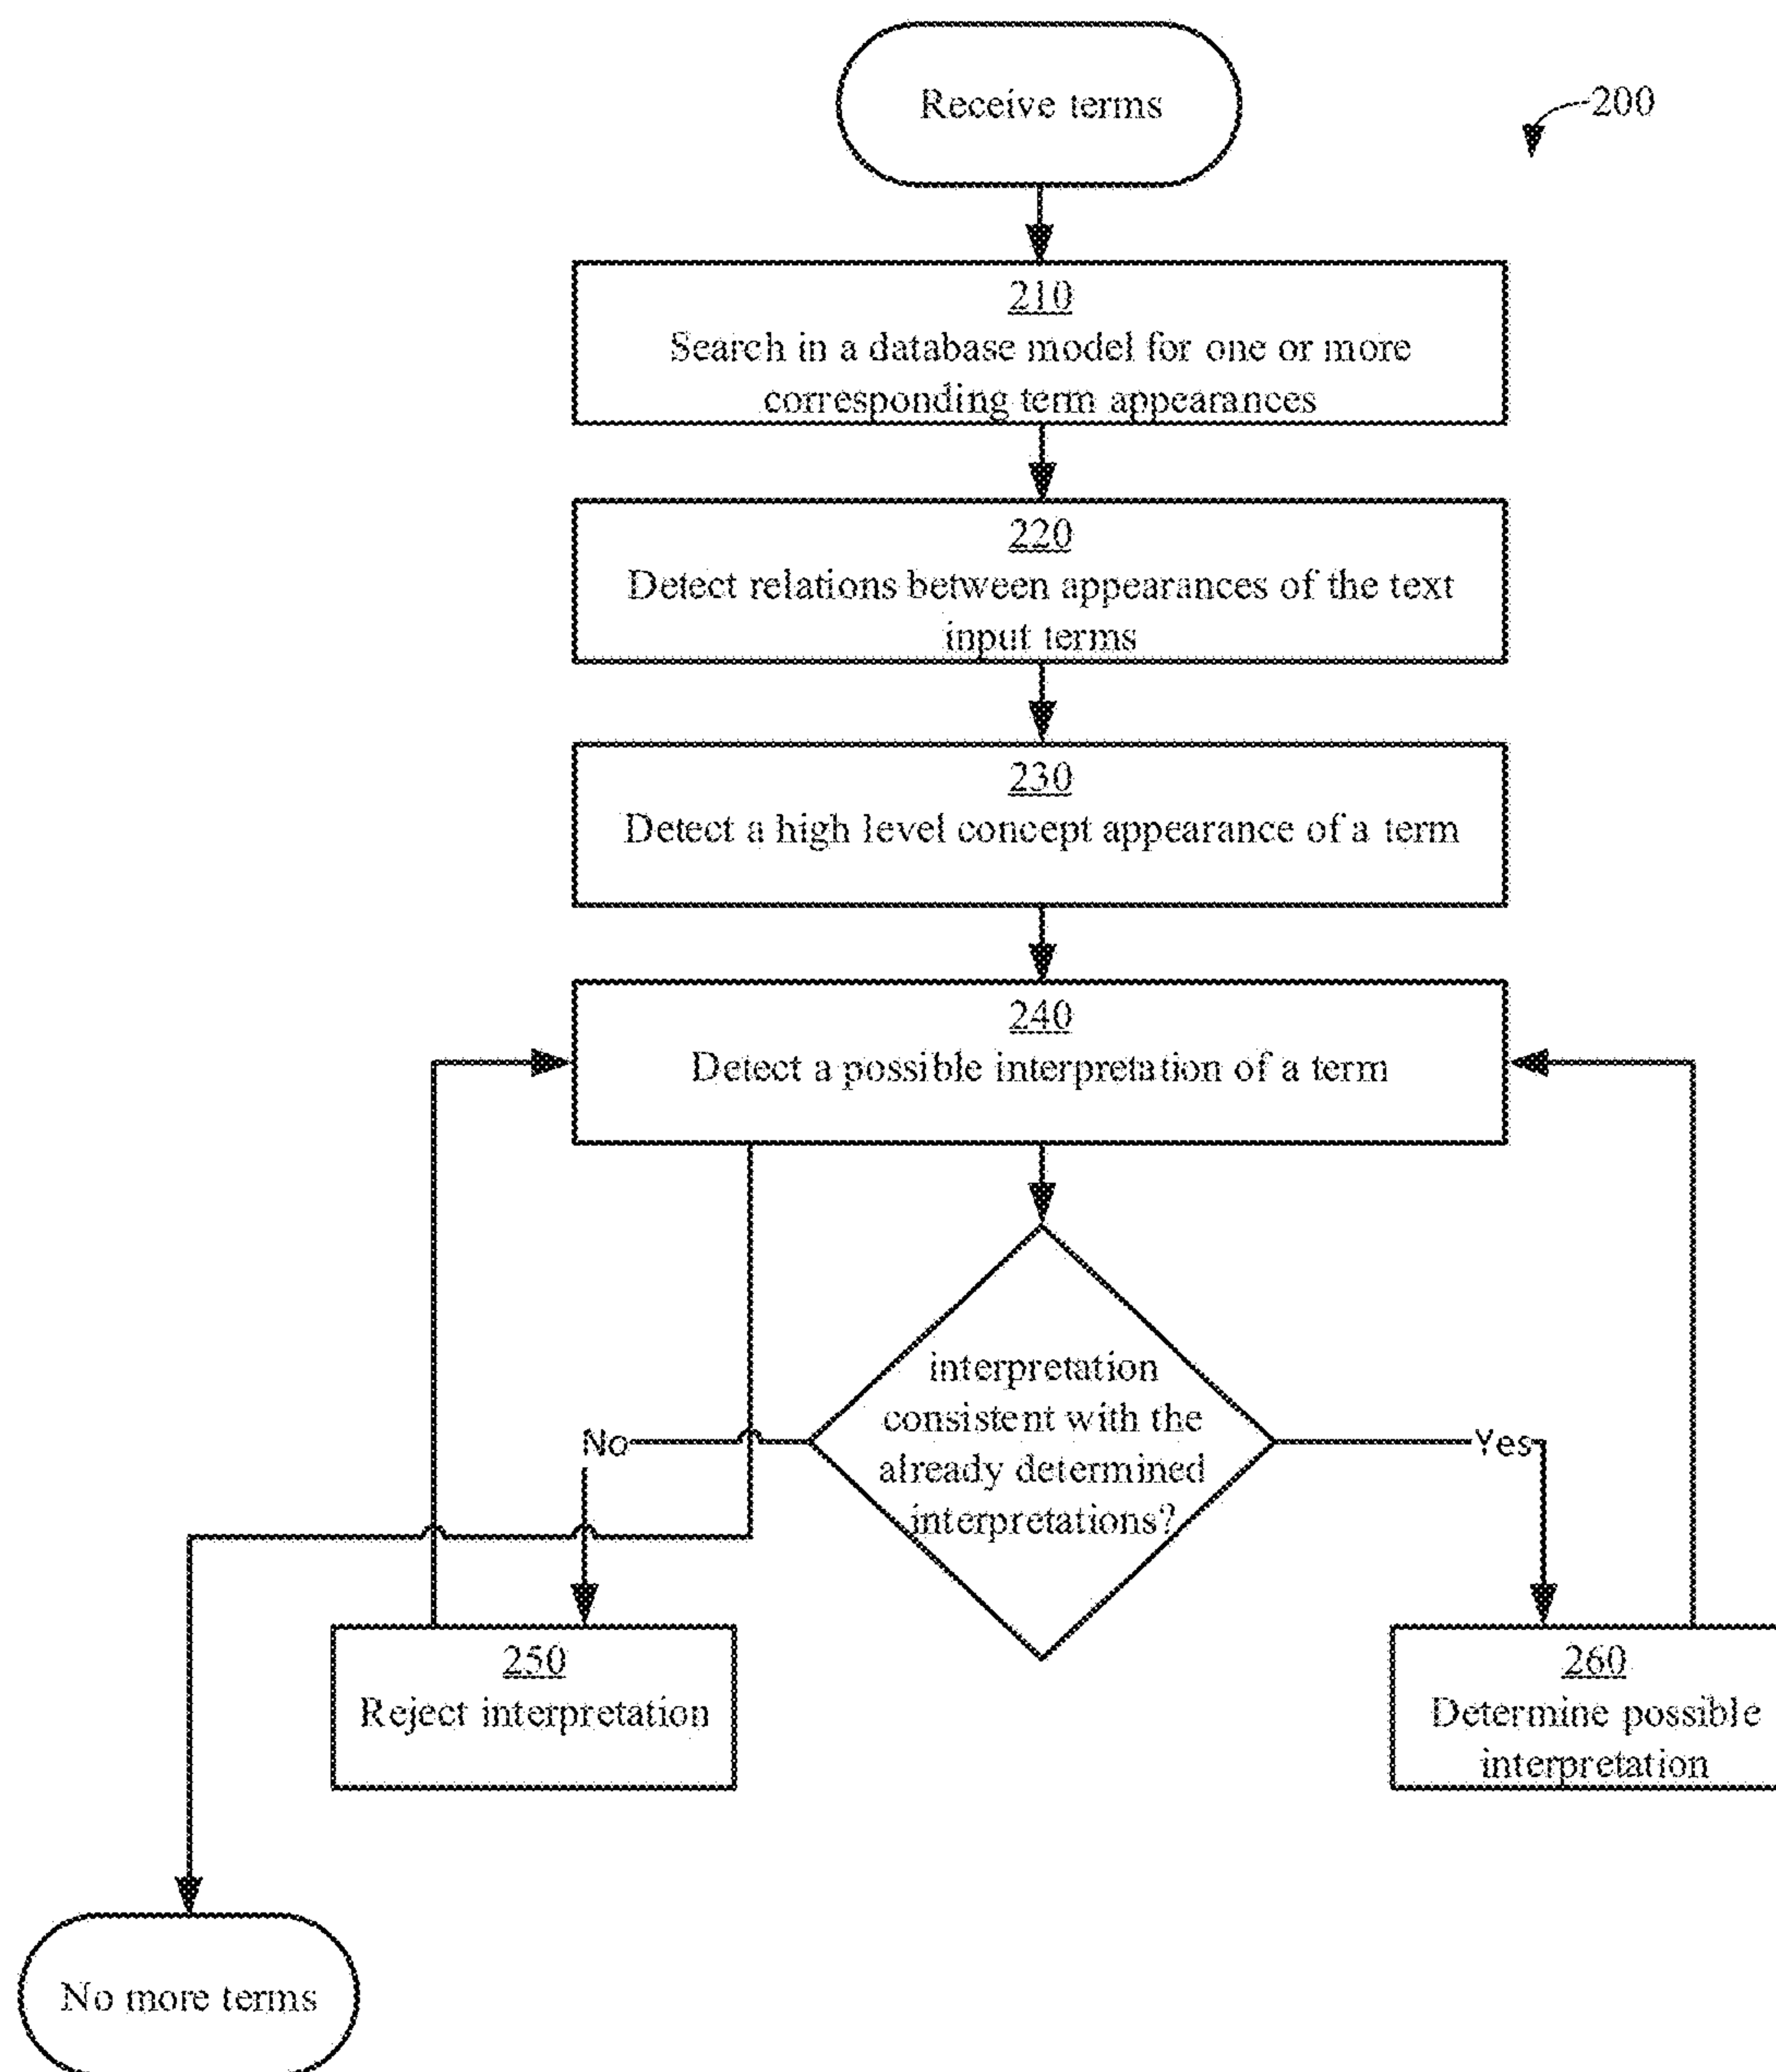 Receive terms
200
210
Search in a database model for one or more
corresponding term appearances
220
Detect relations between appearances of the text
input terms
230
Detect a high level concept appearance of a term
240
Detect a possible interpretation of a term
interpretation
consistent with the
already determined
interpretations?
No
Yes
250
Reject interpretation
260
Determine possible
interpretation
No more terms